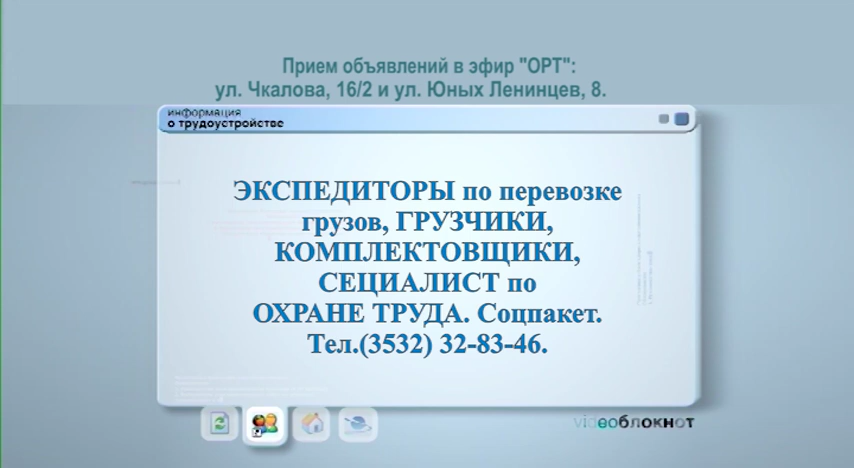 Прием объявлений в эфир "ОРТ":
ул. Чкалова, 16/2 и ул. Юных Ленинцев, 8.
информация
о трудоустройстве
ЭКСПЕДИТОРЫ по перевозке
грузов, ГРУЗЧИКИ,
КОМПЛЕКТОВЩИКИ,
СЕЦИАЛИСТ по
ОХРАНЕ ТРУДА. Соцпакет.
Тел.(3532) 32-83-46.
videoблокнот